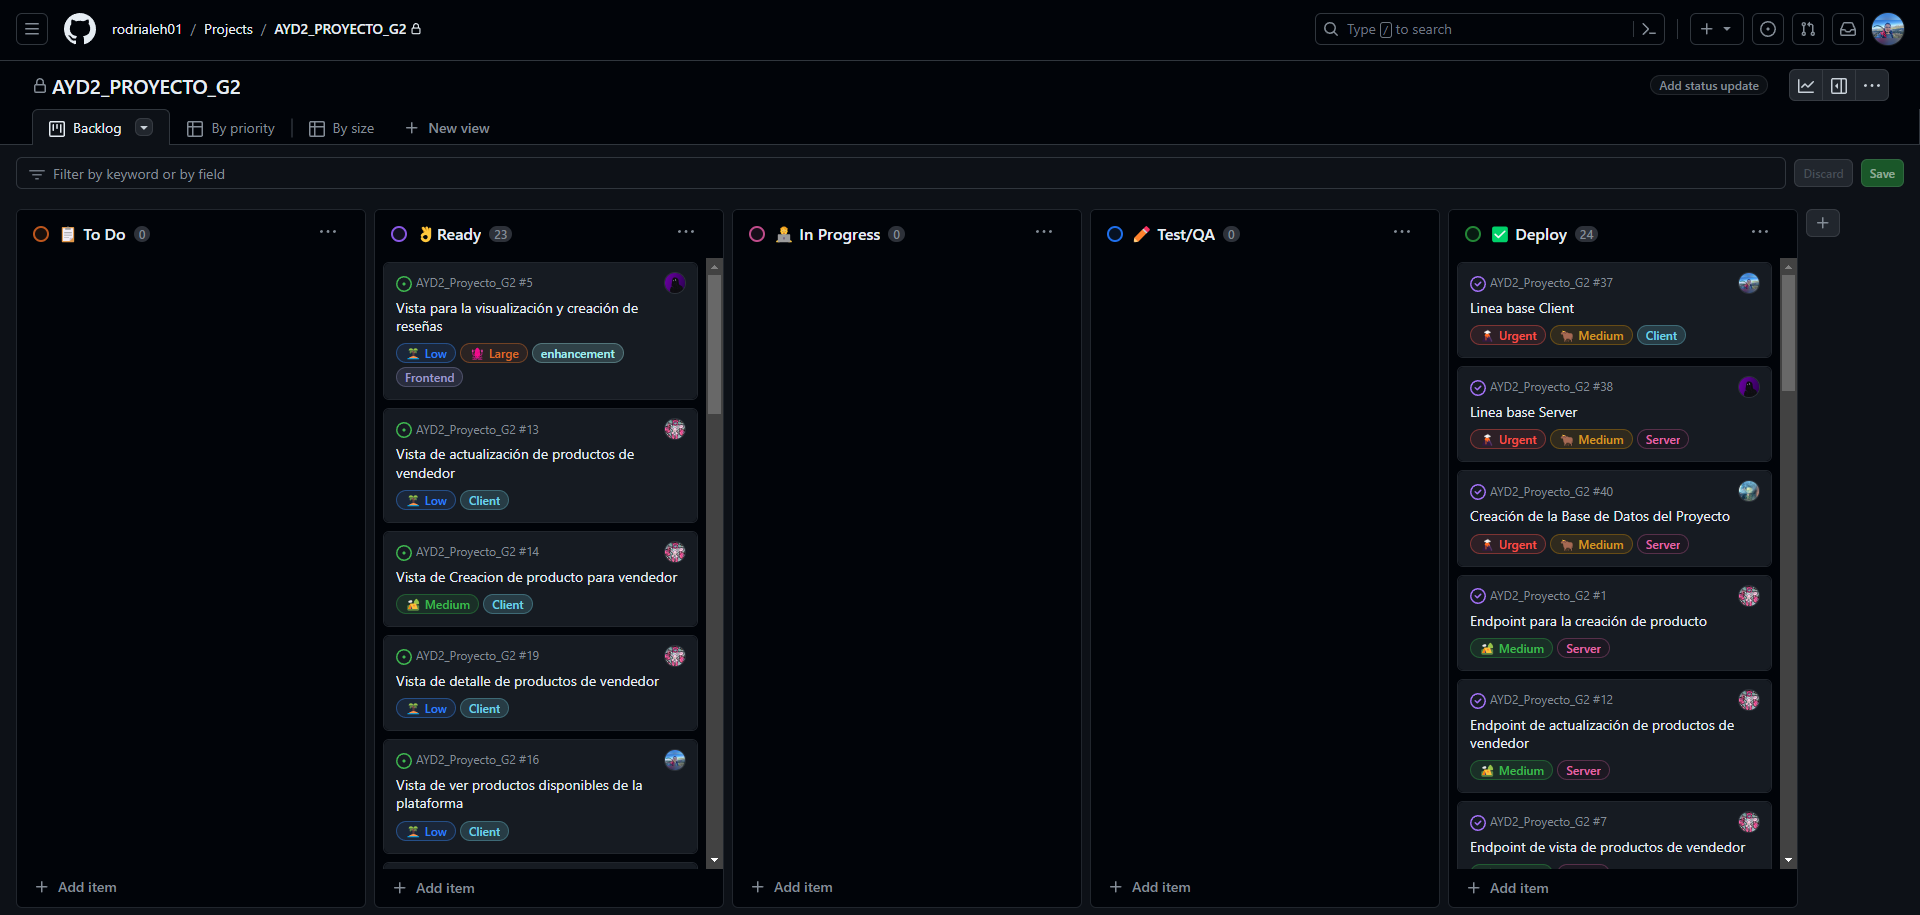 rodrialeh01 / Projects / AYD2_PROYECTO_G2
Type / to search
AYD2_PROYECTO_G2
Add status update
Backlog
By priority
By size
New view
Filter by keyword or by field
Discard
Save
To Do 0
Add item
Ready 23
AYD2_Proyecto_G2 #5
Vista para la visualización y creación de
reseñas
Low Large enhancement
Frontend
AYD2_Proyecto_G2 #13
Vista de actualización de productos de
vendedor
Low Client
AYD2_Proyecto_G2 #14
Vista de Creacion de producto para vendedor
Medium Client
AYD2_Proyecto_G2 #19
Vista de detalle de productos de vendedor
Low Client
AYD2_Proyecto_G2 #16
Vista de ver productos disponibles de la
plataforma
Low Client
Add item
In Progress 0
Add item
Test/QA 0
Add item
Deploy 24
AYD2_Proyecto_G2 #37
Linea base Client
Urgent Medium Client
AYD2_Proyecto_G2 #38
Linea base Server
Urgent Medium Server
AYD2_Proyecto_G2 #40
Creación de la Base de Datos del Proyecto
Urgent Medium Server
AYD2_Proyecto_G2 #1
Endpoint para la creación de producto
Medium Server
AYD2_Proyecto_G2 #12
Endpoint de actualización de productos de
vendedor
Medium Server
AYD2_Proyecto_G2 #7
Endpoint de vista de productos de vendedor
Add item